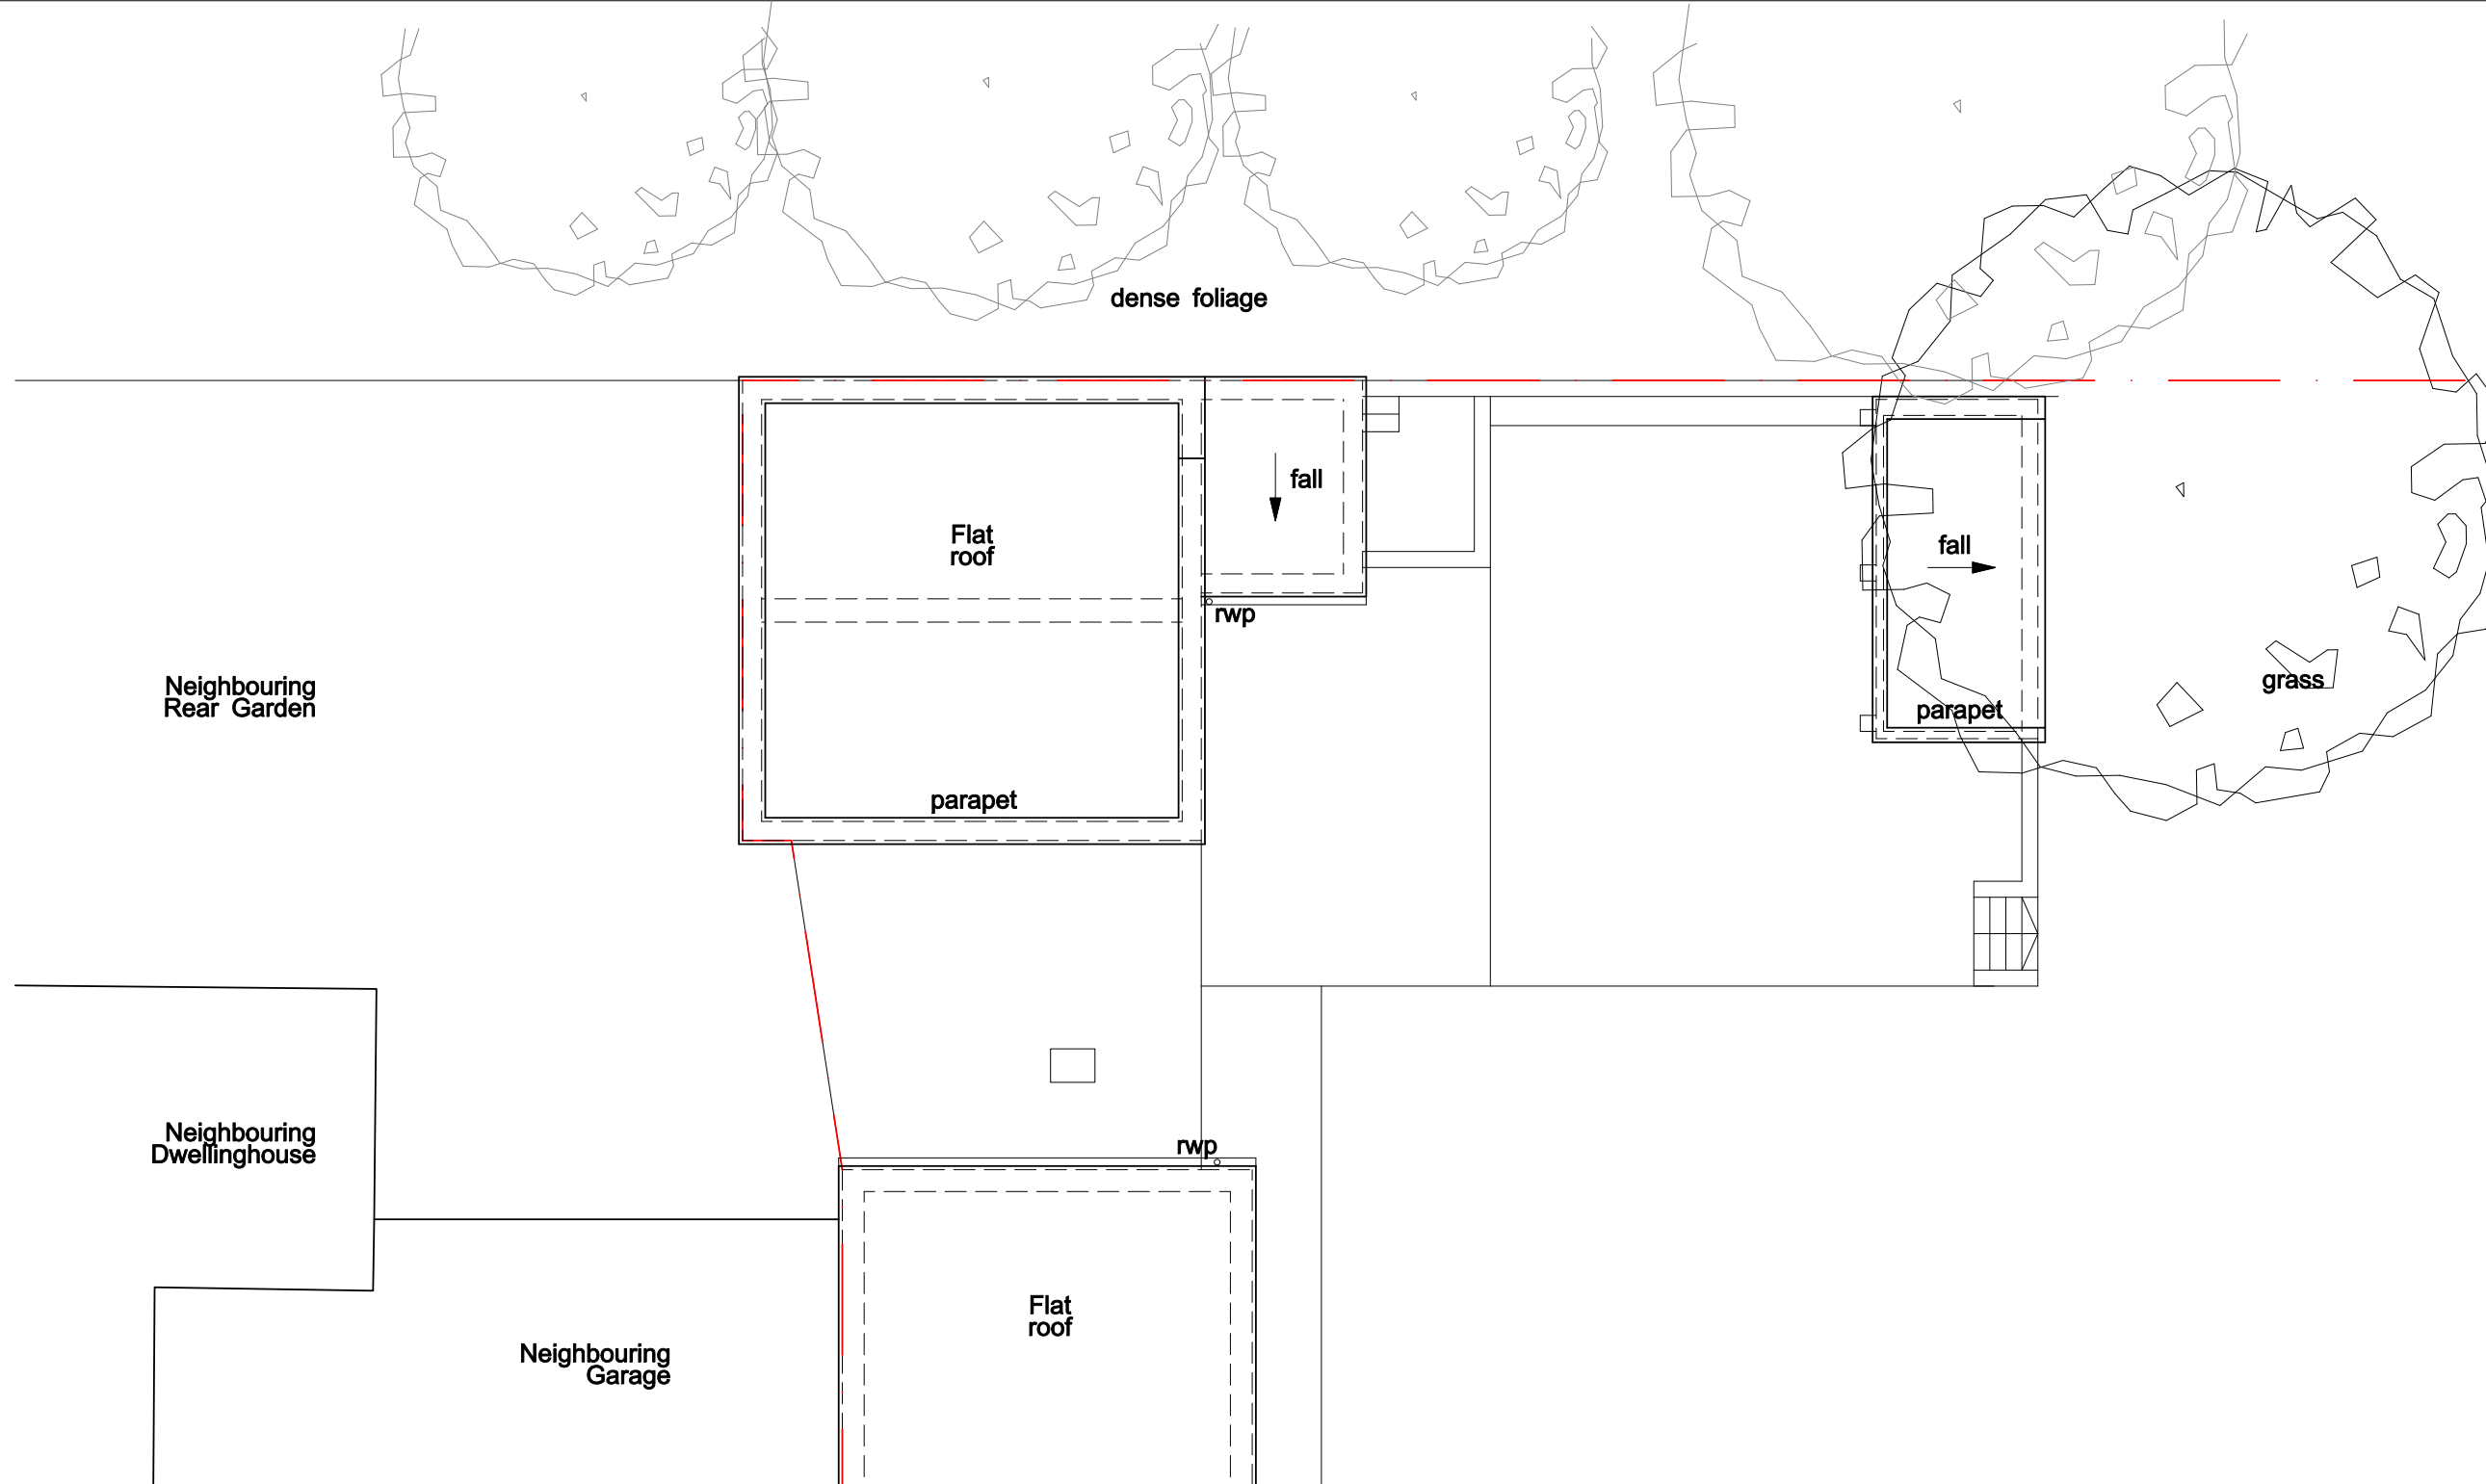 dense foliage
fall
Flat
roof
fall
rwp
Neighbouring
Rear Garden
grass
parapet
parapet
Neighbouring
Dwellinghouse
rwp
Flat
roof
Neighbouring
Garage